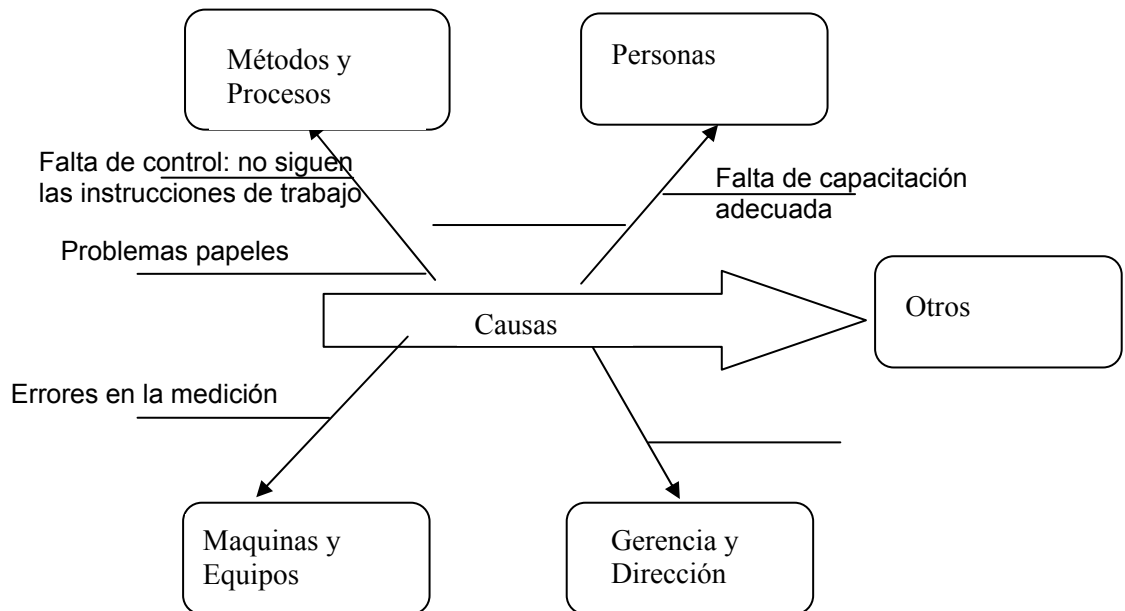 Métodos y
Procesos
Personas
Falta de control: no siguen
las instrucciones de trabajo
Falta de capacitación
adecuada
Problemas papeles
Causas
Otros
Errores en la medición
Maquinas y
Equipos
Gerencia y
Dirección